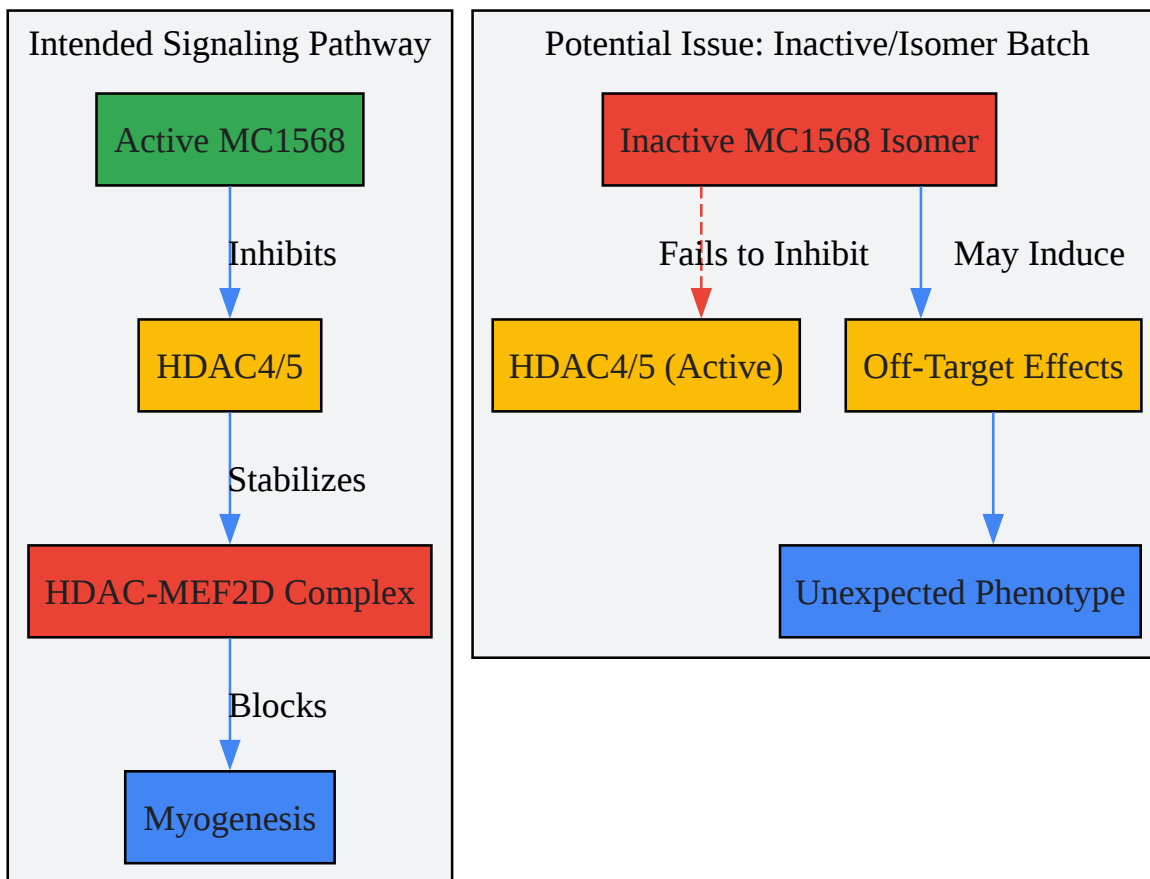 Intended Signaling Pathway
Active MC1568
Inhibits
HDAC4/5
Stabilizes
HDAC-MEF2D Complex
Blocks
Myogenesis
Potential Issue: Inactive/Isomer Batch
Inactive MC1568 Isomer
Fails to Inhibit
May Induce
HDAC4/5 (Active)
Off-Target Effects
Unexpected Phenotype